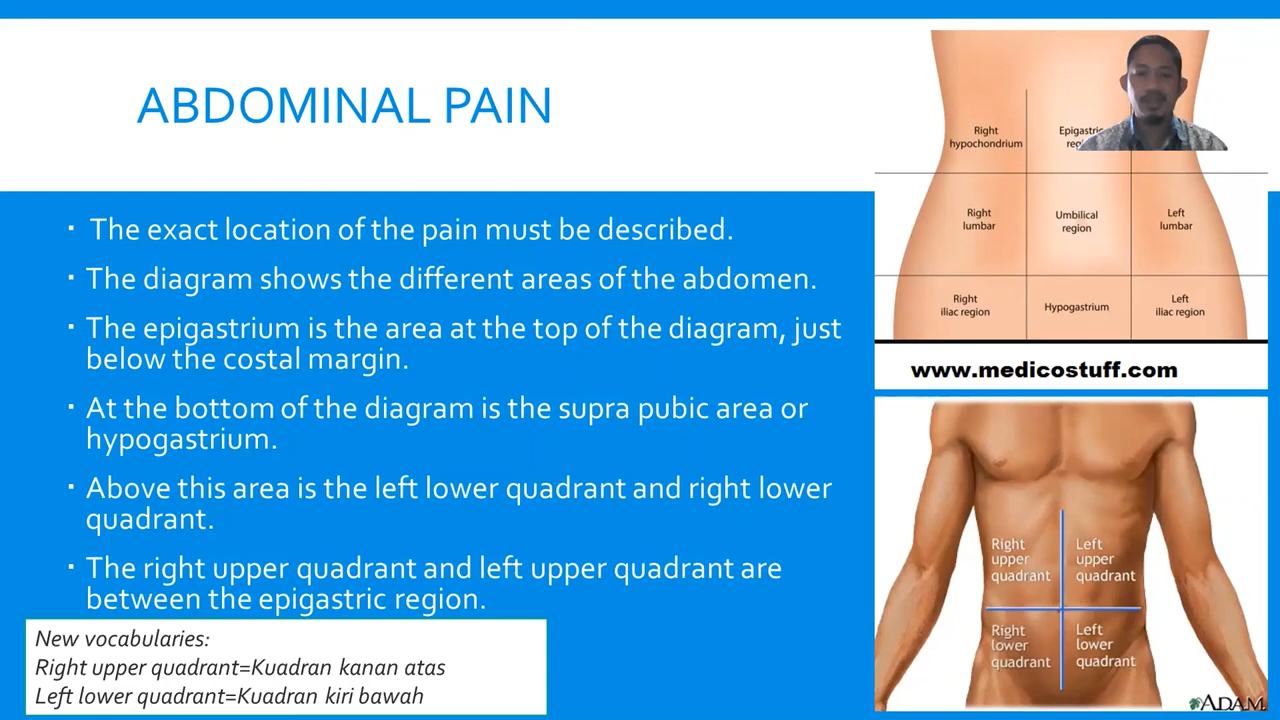 ABDOMINAL PAIN
▪ The exact location of the pain must be described.
▪ The diagram shows the different areas of the abdomen.
▪ The epigastrium is the area at the top of the diagram, just
below the costal margin.
▪ At the bottom of the diagram is the supra pubic area or
hypogastrium.
▪ Above this area is the left lower quadrant and right lower
quadrant.
▪ The right upper quadrant and left upper quadrant are
between the epigastric region.
New vocabularies:
Right upper quadrant=Kuadran kanan atas
Left lower quadrant=Kuadran kiri bawah
Right
hypochondrium
Epigastric
Right
lumbar
Umbilical
region
Left
lumbar
Right
iliac region
Hypogastrium
Left
iliac region
www.medicostuff.com
Right
upper
quadrant
Left
upper
quadrant
Right
lower
quadrant
Left
lower
quadrant
ADAM